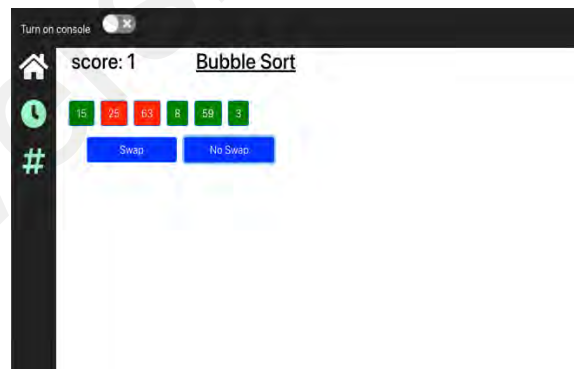 Turn on console
score: 1 Bubble Sort
15 25 63 8 59 3
Swap No Swap
#